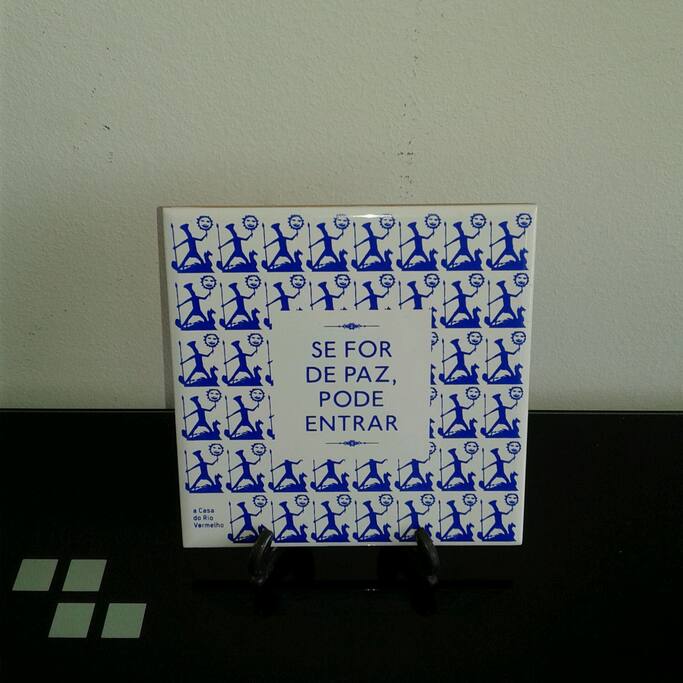 SE FOR
DE PAZ,
PODE
ENTRAR
a Casa
do Rio
Vermelho